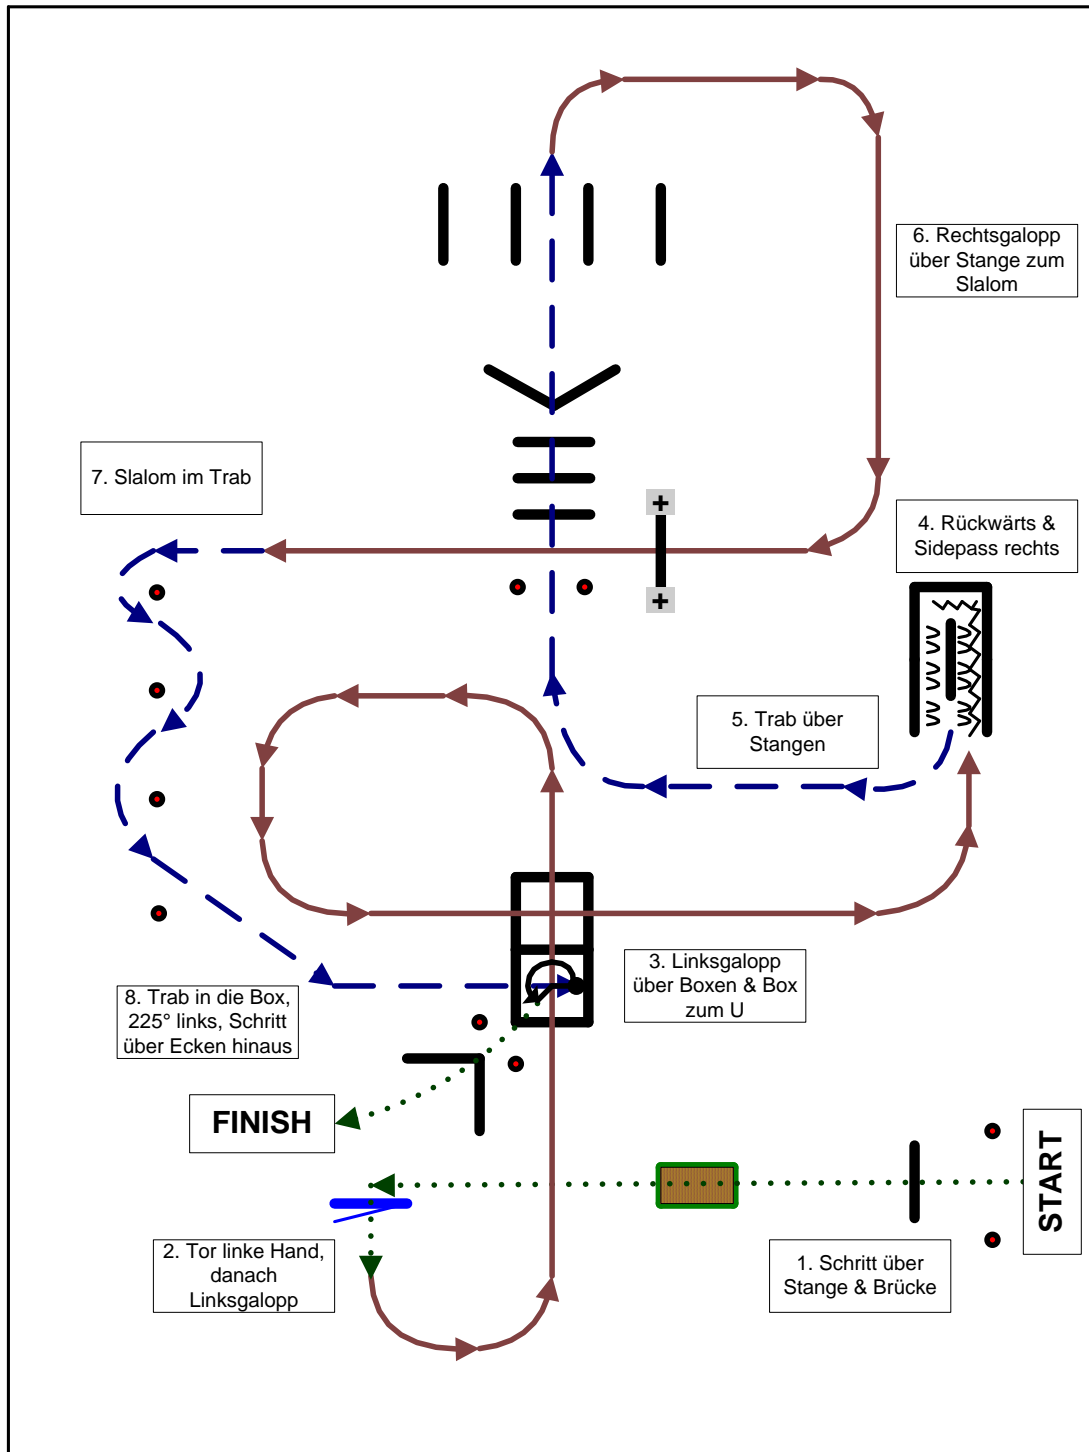 6. Rechtsgalopp
über Stange zum
Slalom
7. Slalom im Trab
4. Rückwärts &
Sidepass rechts
5. Trab über
Stangen
3. Linksgalopp
über Boxen & Box
zum U
8. Trab in die Box,
225° links, Schritt
über Ecken hinaus
FINISH
START
2. Tor linke Hand,
danach
Linksgalopp
1. Schritt über
Stange & Brücke